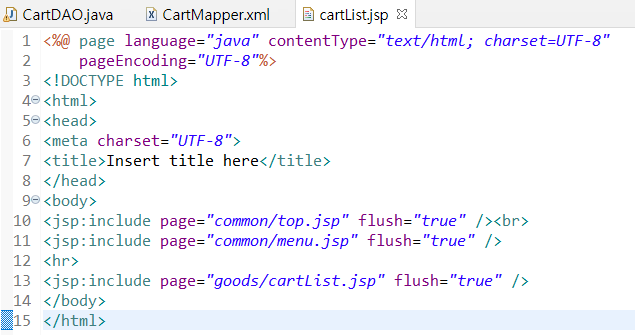 CartDAO.java CartMapper.xml cartList.jsp
1 <%@ page language="java" contentType="text/html; charset=UTF-8"
2     pageEncoding="UTF-8"%>
3 <!DOCTYPE html>
4 <html>
5 <head>
6 <meta charset="UTF-8">
7 <title>Insert title here</title>
8 </head>
9 <body>
10 <jsp:include page="common/top.jsp" flush="true" /><br>
11 <jsp:include page="common/menu.jsp" flush="true" />
12 <hr>
13 <jsp:include page="goods/cartList.jsp" flush="true" />
14 </body>
15 </html>